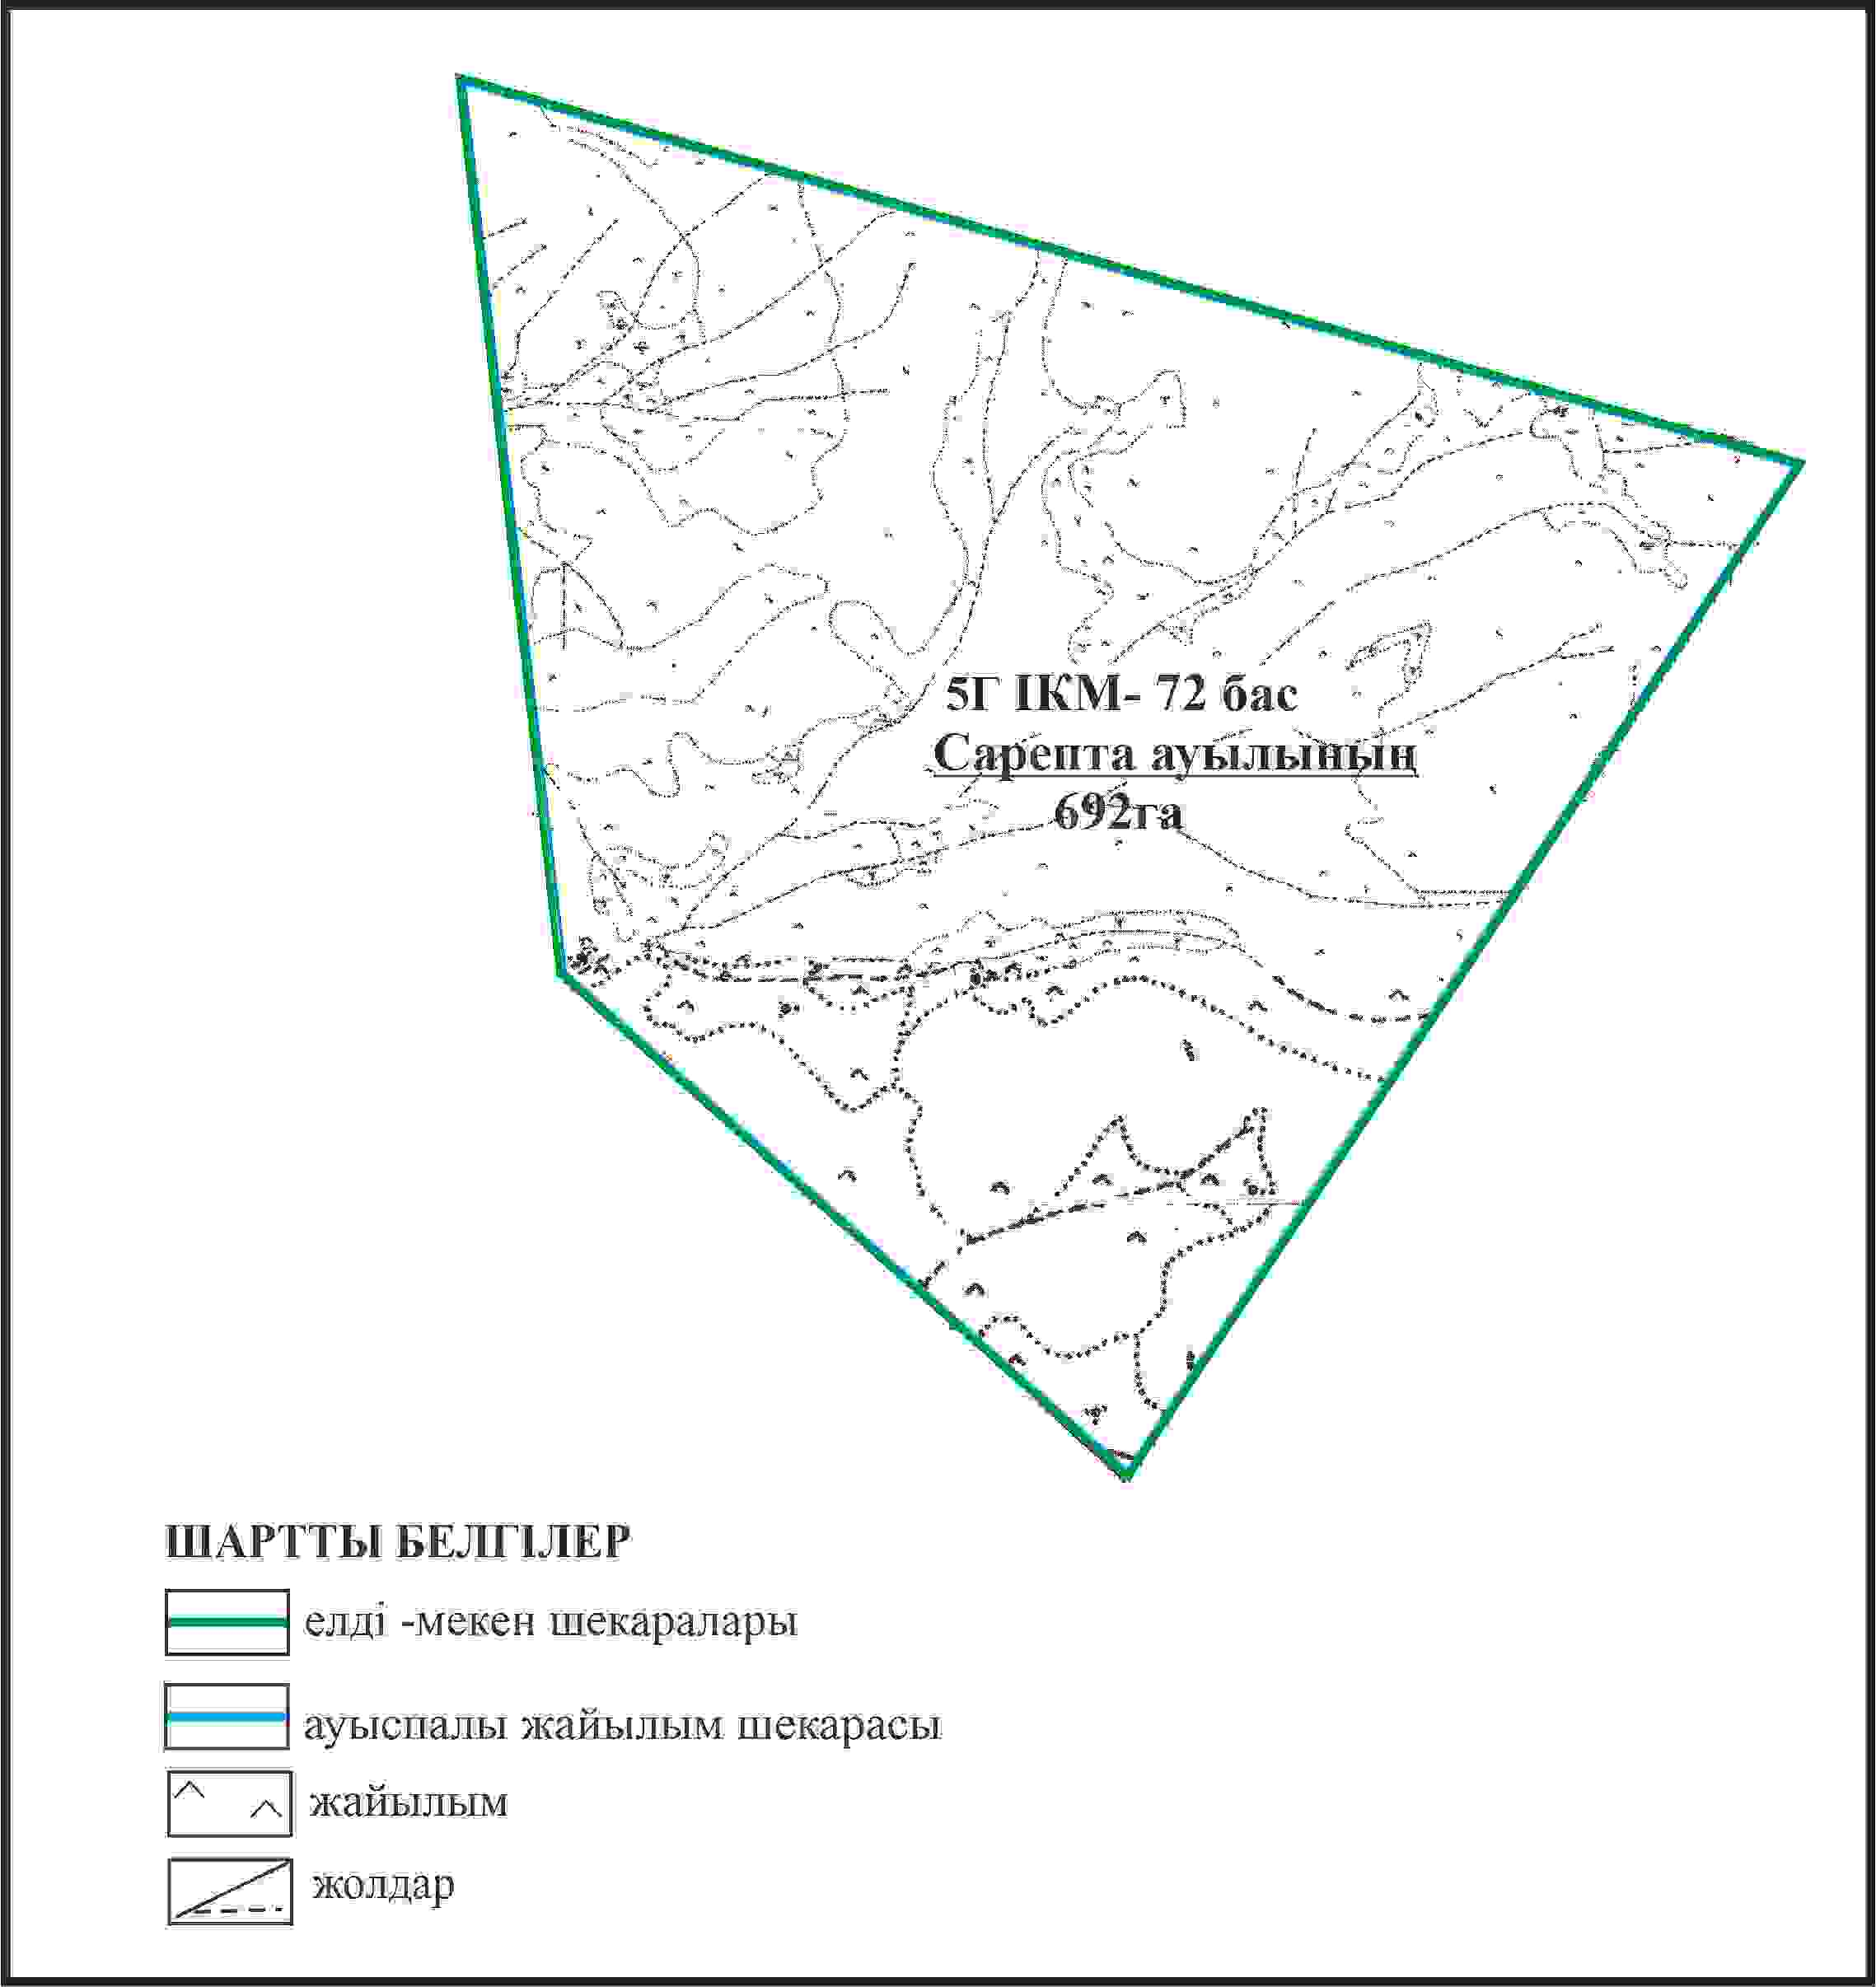 5Г ІКМ- 72 бас
Сарепта ауылының
692га
ШАРТТЫ БЕЛГІЛЕР
елді -мекен шекаралары
ауыспалы жайылым шекарасы
жайылым
жолдар